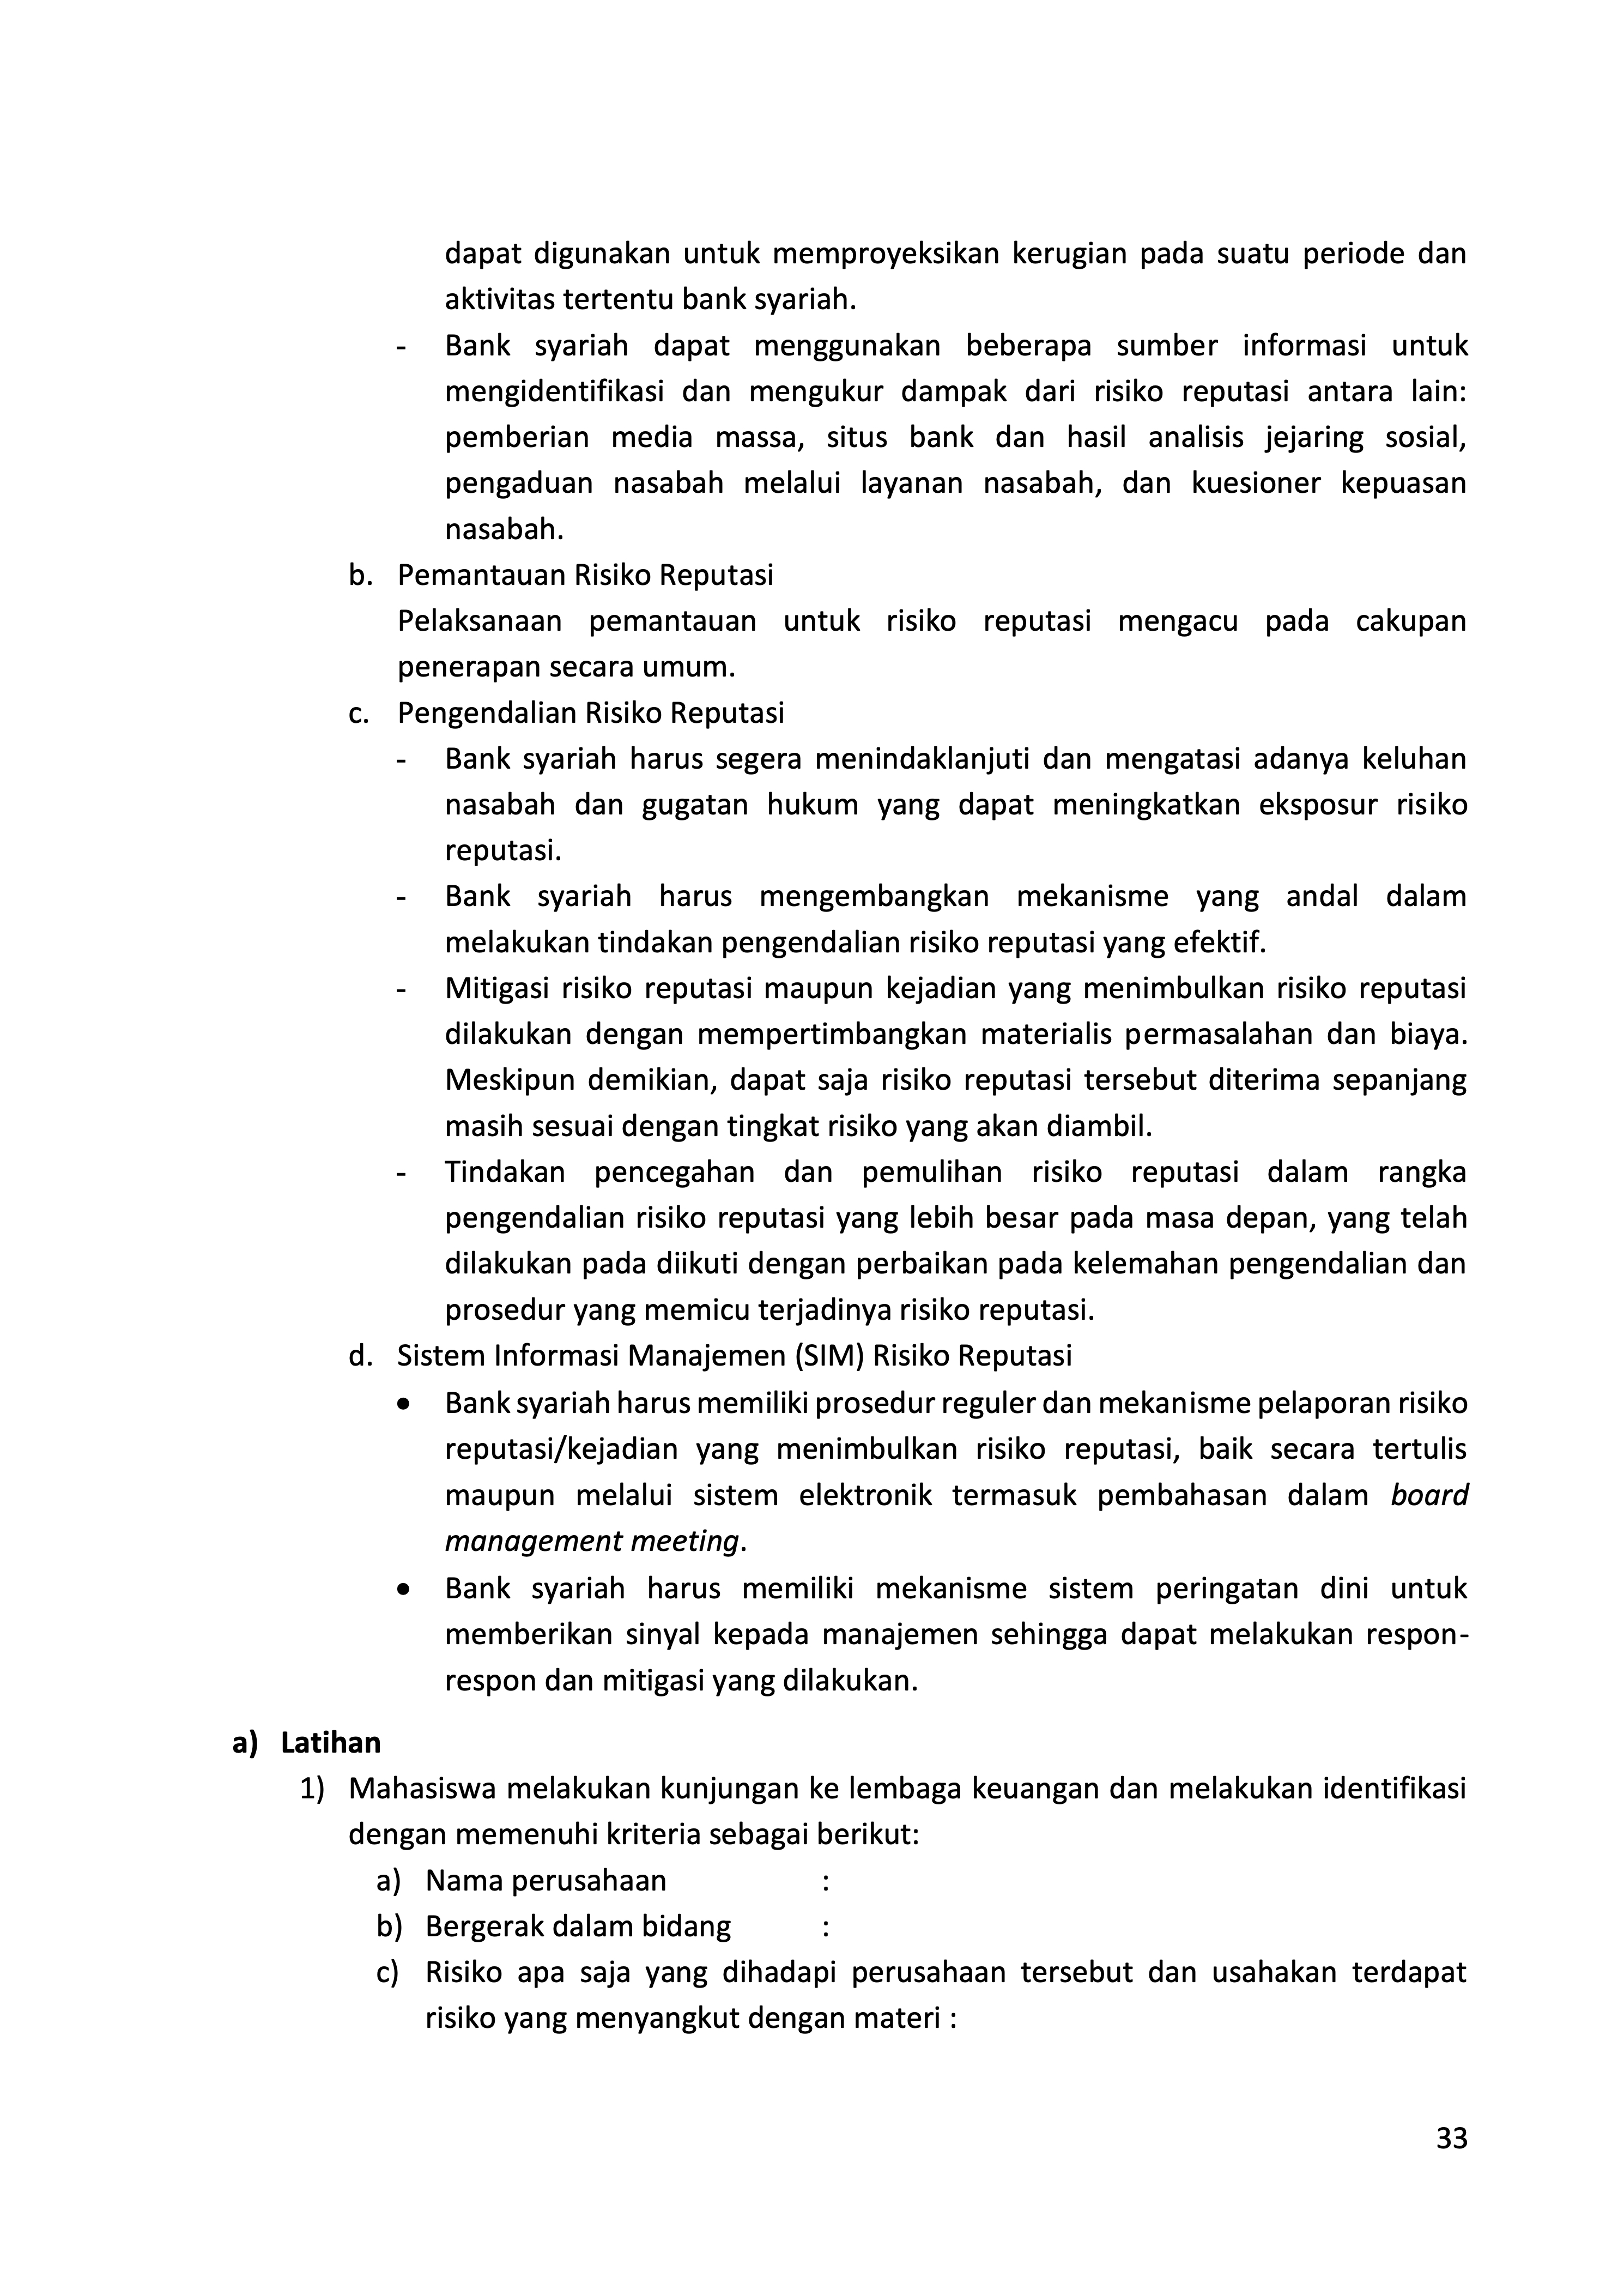 dapat digunakan untuk memproyeksikan kerugian pada suatu periode dan
aktivitas tertentu bank syariah.
- Bank syariah dapat menggunakan beberapa sumber informasi untuk
mengidentifikasi dan mengukur dampak dari risiko reputasi antara lain:
pemberian media massa, situs bank dan hasil analisis jejaring sosial,
pengaduan nasabah melalui layanan nasabah, dan kuesioner kepuasan
nasabah.
b. Pemantauan Risiko Reputasi
Pelaksanaan pemantauan untuk risiko reputasi mengacu pada cakupan
penerapan secara umum.
c. Pengendalian Risiko Reputasi
- Bank syariah harus segera menindaklanjuti dan mengatasi adanya keluhan
nasabah dan gugatan hukum yang dapat meningkatkan eksposur risiko
reputasi.
- Bank syariah harus mengembangkan mekanisme yang andal dalam
melakukan tindakan pengendalian risiko reputasi yang efektif.
- Mitigasi risiko reputasi maupun kejadian yang menimbulkan risiko reputasi
dilakukan dengan mempertimbangkan materialis permasalahan dan biaya.
Meskipun demikian, dapat saja risiko reputasi tersebut diterima sepanjang
masih sesuai dengan tingkat risiko yang akan diambil.
- Tindakan pencegahan dan pemulihan risiko reputasi dalam rangka
pengendalian risiko reputasi yang lebih besar pada masa depan, yang telah
dilakukan pada diikuti dengan perbaikan pada kelemahan pengendalian dan
prosedur yang memicu terjadinya risiko reputasi.
d. Sistem Informasi Manajemen (SIM) Risiko Reputasi
• Bank syariah harus memiliki prosedur reguler dan mekanisme pelaporan risiko
reputasi/kejadian yang menimbulkan risiko reputasi, baik secara tertulis
maupun melalui sistem elektronik termasuk pembahasan dalam board
management meeting.
• Bank syariah harus memiliki mekanisme sistem peringatan dini untuk
memberikan sinyal kepada manajemen sehingga dapat melakukan respon-
respon dan mitigasi yang dilakukan.
a) Latihan
1) Mahasiswa melakukan kunjungan ke lembaga keuangan dan melakukan identifikasi
dengan memenuhi kriteria sebagai berikut:
a) Nama perusahaan :
b) Bergerak dalam bidang :
c) Risiko apa saja yang dihadapi perusahaan tersebut dan usahakan terdapat
risiko yang menyangkut dengan materi :
33